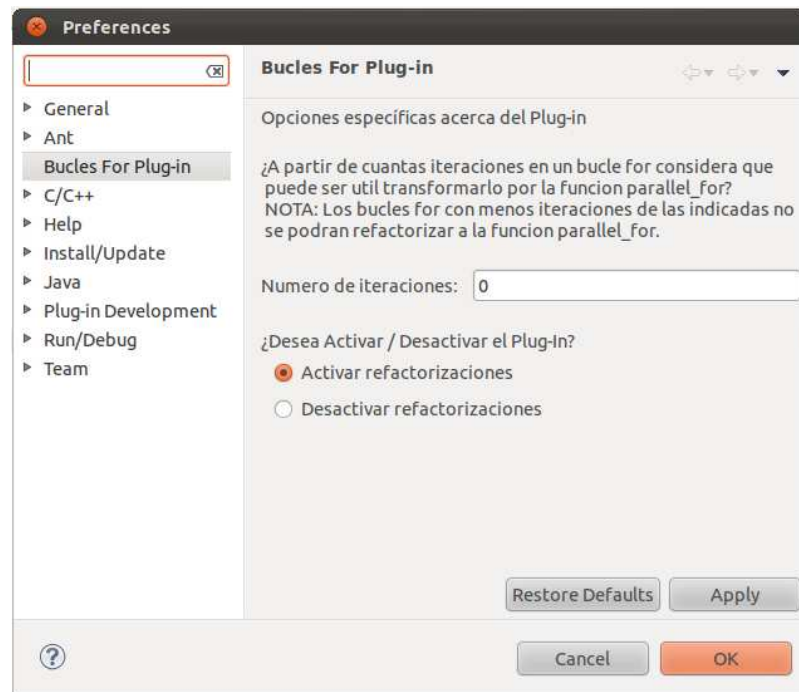 Preferences
General
Ant
Bucles For Plug-in
C/C++
Help
Install/Update
Java
Plug-in Development
Run/Debug
Team
Bucles For Plug-in
Opciones específicas acerca del Plug-in
¿A partir de cuantas iteraciones en un bucle for considera que
puede ser util transformarlo por la funcion parallel_for?
NOTA: Los bucles for con menos iteraciones de las indicadas no
se podran refactorizar a la funcion parallel_for.
Numero de iteraciones: 0
¿Desea Activar / Desactivar el Plug-In?
Activar refactorizaciones
Desactivar refactorizaciones
Restore Defaults Apply
? Cancel OK